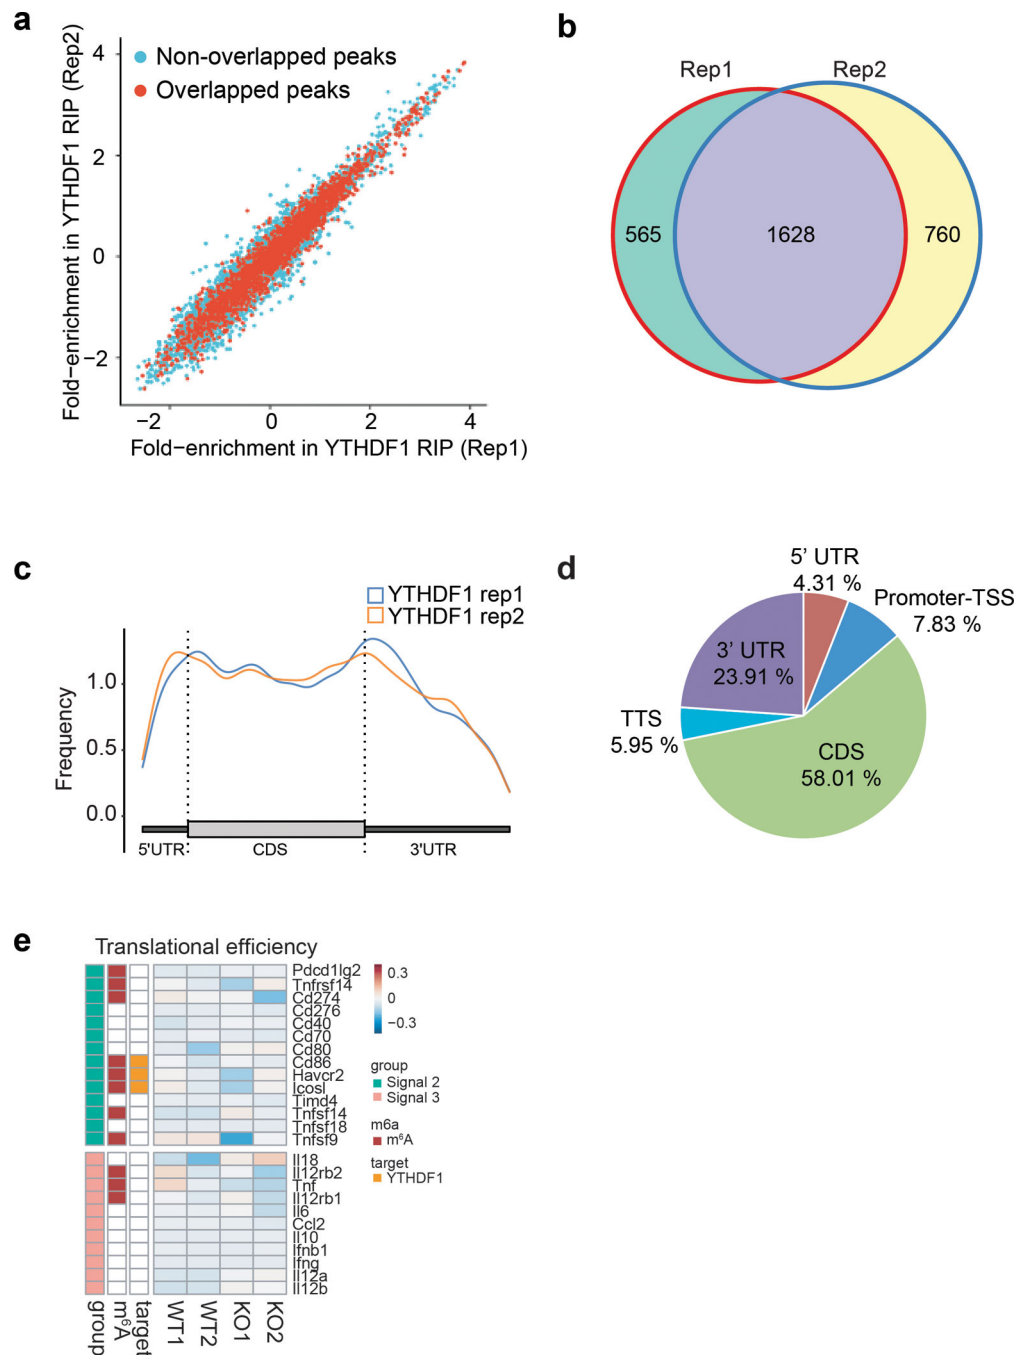 a
Fold-enrichment in YTHDF1 RIP (Rep2)
4
2
0
−2
Non-overlapped peaks
Overlapped peaks
−2
0
2
4
Fold−enrichment in YTHDF1 RIP (Rep1)
b
Rep1
Rep2
565
1628
760
c
YTHDF1 rep1
YTHDF1 rep2
Frequency
1.0
0.5
0.0
5'UTR
CDS
3'UTR
d
5' UTR
4.31 %
Promoter-TSS
7.83 %
3' UTR
23.91 %
TTS
5.95 %
CDS
58.01 %
e
Translational efficiency
Pdcd1lg2
Tnfrsf14
Cd274
Cd276
Cd40
Cd70
Cd80
Cd86
Havcr2
Icosl
Timd4
Tnfsf14
Tnfsf18
Tnfsf9
Il18
Il12rb2
Tnf
Il12rb1
Il6
Ccl2
Il10
Ifnb1
Ifng
Il12a
Il12b
group
m⁶A
target
WT1
WT2
KO1
KO2
0.3
0
−0.3
group
Signal 2
Signal 3
m6a
m⁶A
target
YTHDF1